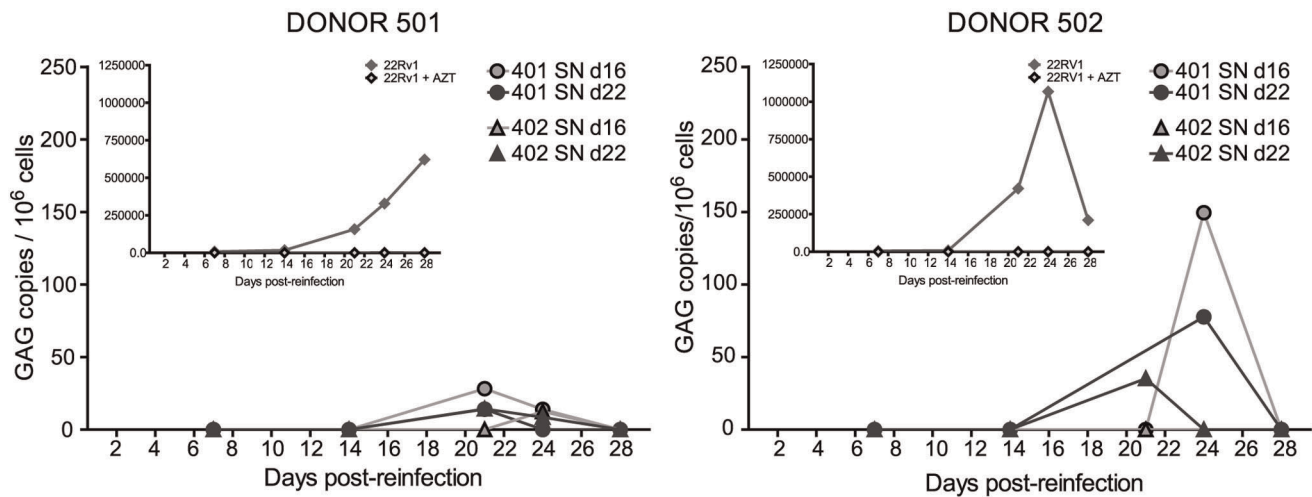 DONOR 501
250
200
150
100
50
0
GAG copies / 10⁶ cells
2 4 6 8 10 12 14 16 18 20 22 24 26 28
Days post-reinfection
1250000
1000000
750000
500000
250000
0.0
2 4 6 8 10 12 14 16 18 20 22 24 26 28
Days post-reinfection
22Rv1
22Rv1 + AZT
401 SN d16
401 SN d22
402 SN d16
402 SN d22
DONOR 502
250
200
150
100
50
0
GAG copies/10⁶ cells
2 4 6 8 10 12 14 16 18 20 22 24 26 28
Days post-reinfection
1250000
1000000
750000
500000
250000
0.0
2 4 6 8 10 12 14 16 18 20 22 24 26 28
Days post-reinfection
22Rv1
22RV1 + AZT
401 SN d16
401 SN d22
402 SN d16
402 SN d22